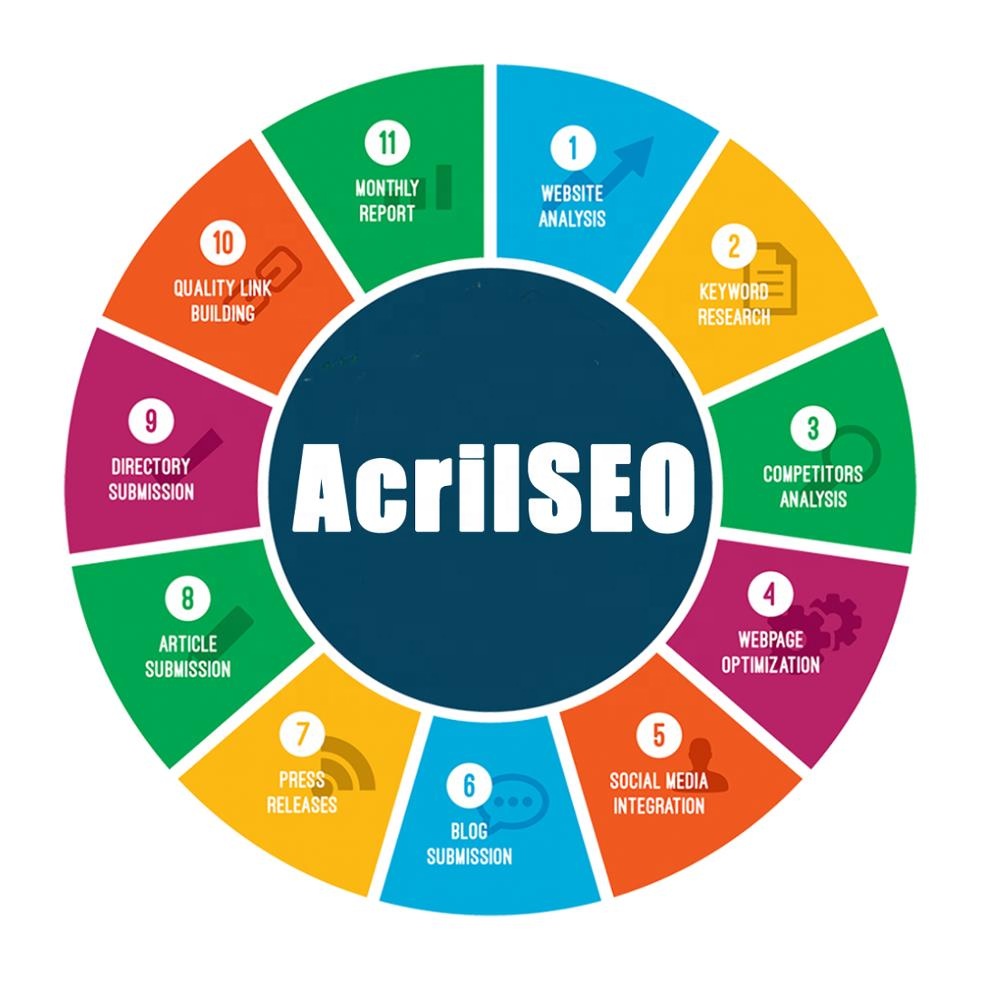 AcrilSEO
1
WEBSITE
ANALYSIS
2
KEYWORD
RESEARCH
3
COMPETITORS
ANALYSIS
4
WEBPAGE
OPTIMIZATION
5
SOCIAL MEDIA
INTEGRATION
6
BLOG
SUBMISSION
7
PRESS
RELEASES
8
ARTICLE
SUBMISSION
9
DIRECTORY
SUBMISSION
10
QUALITY LINK
BUILDING
11
MONTHLY
REPORT